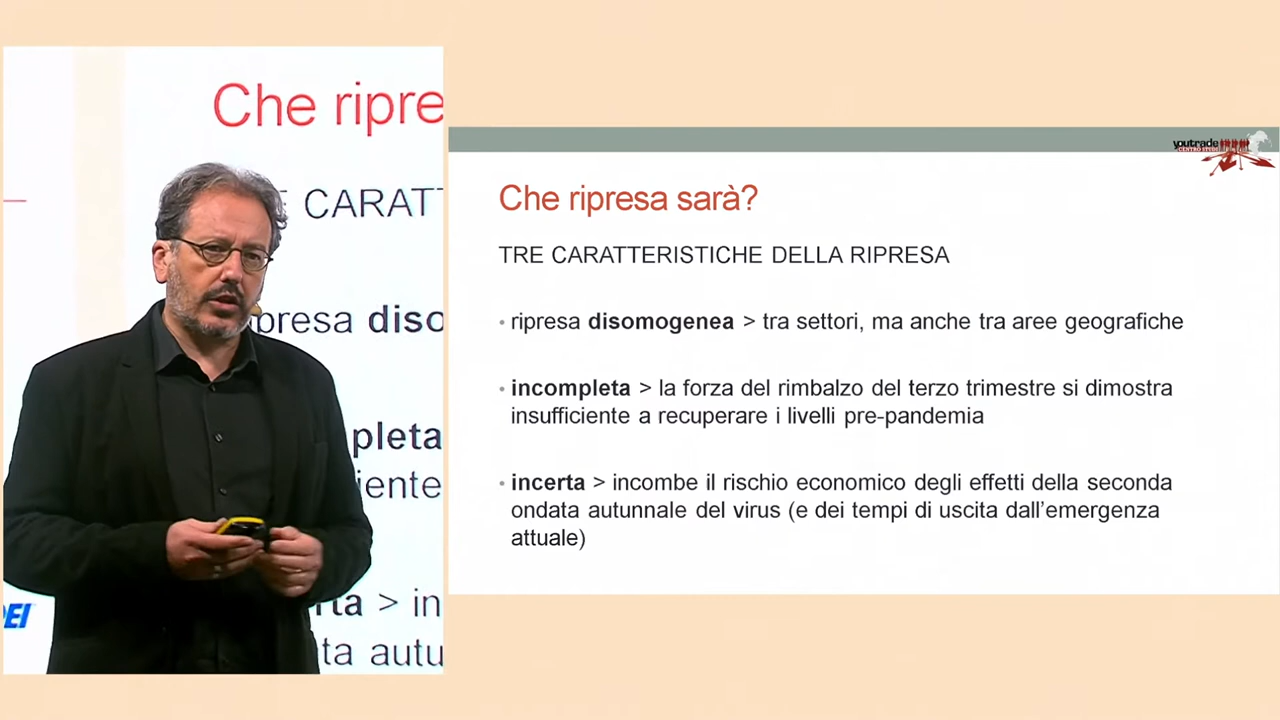 Che ripre
E CARATT
presa diso
pleta
iente
rta > in
ta autu
DEI
youtrade
CENTRO STUDI
Che ripresa sarà?
TRE CARATTERISTICHE DELLA RIPRESA
• ripresa disomogenea > tra settori, ma anche tra aree geografiche
• incompleta > la forza del rimbalzo del terzo trimestre si dimostra
insufficiente a recuperare i livelli pre-pandemia
• incerta > incombe il rischio economico degli effetti della seconda
ondata autunnale del virus (e dei tempi di uscita dall'emergenza
attuale)